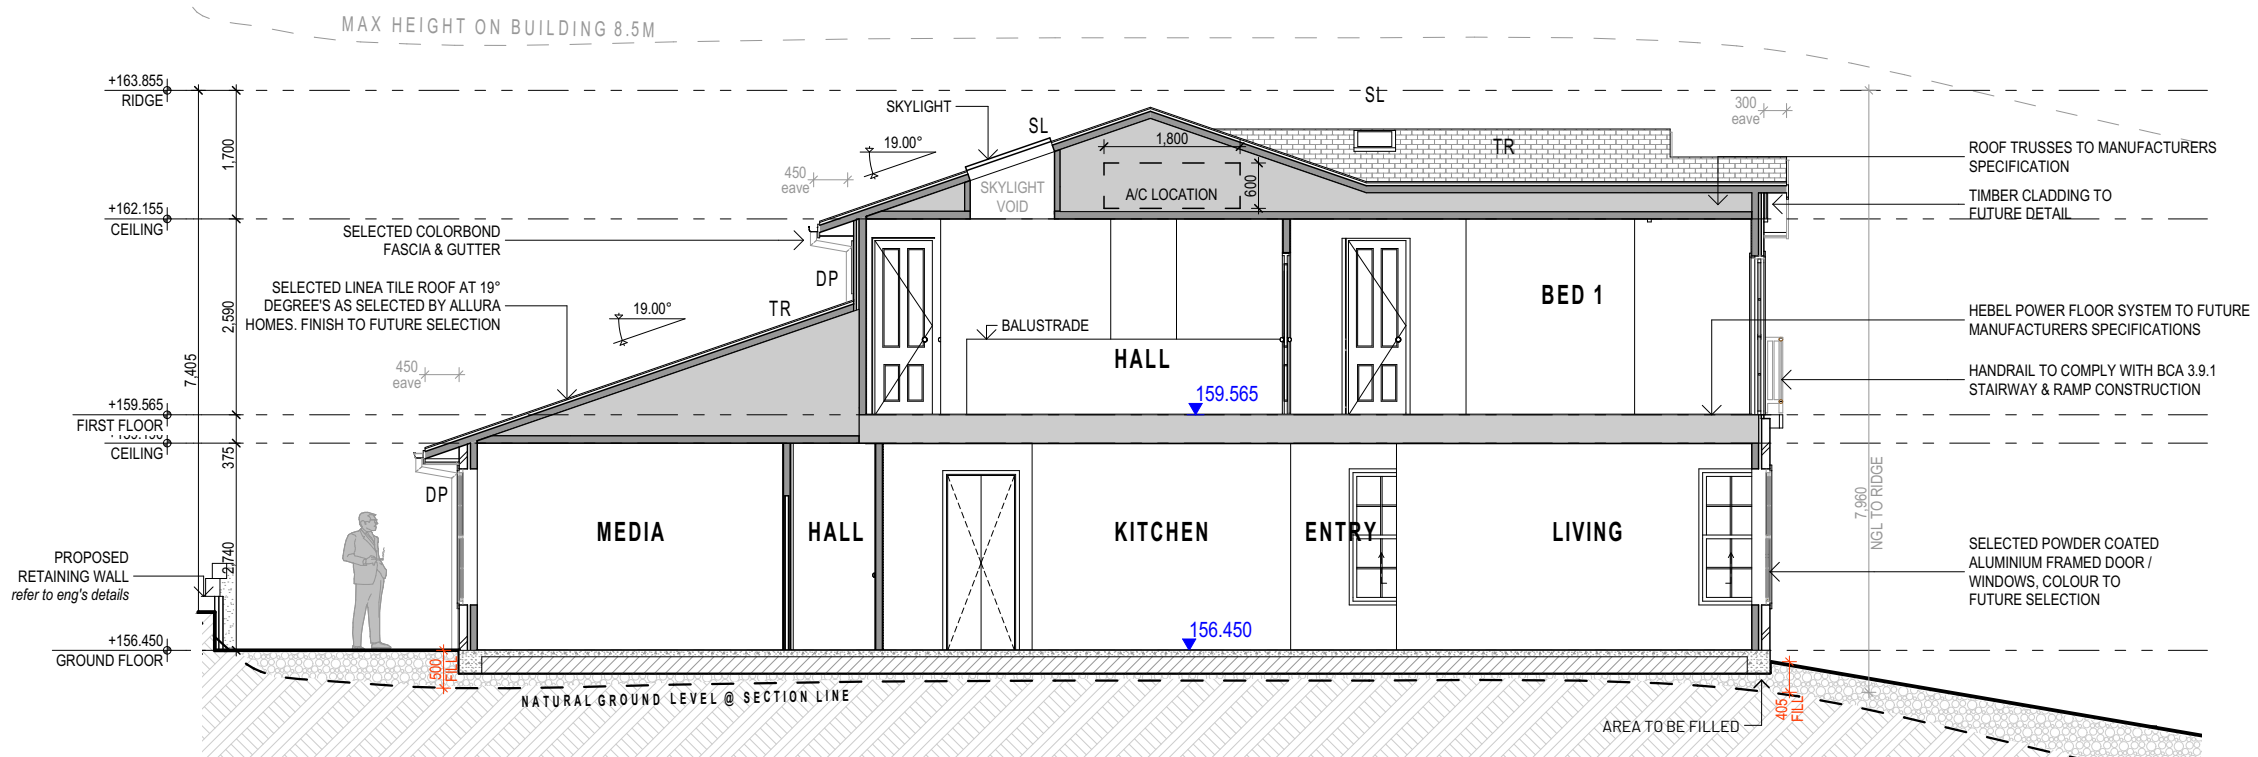 MAX HEIGHT ON BUILDING 8.5M
+163.855
RIDGE
1,700
+162.155
CEILING
2,590
7,405
+159.565
FIRST FLOOR
CEILING
375
2,740
+156.450
GROUND FLOOR
PROPOSED
RETAINING WALL
refer to eng's details
SELECTED COLORBOND
FASCIA & GUTTER
SELECTED LINEA TILE ROOF AT 19°
DEGREE'S AS SELECTED BY ALLURA
HOMES. FINISH TO FUTURE SELECTION
450
eave
19.00°
TR
DP
450
eave
19.00°
DP
SKYLIGHT
SL
SKYLIGHT
VOID
1,800
600
A/C LOCATION
SL
TR
300
eave
BALUSTRADE
HALL
159.565
BED 1
MEDIA
HALL
KITCHEN
ENTRY
LIVING
156.450
500
FILL
NATURAL GROUND LEVEL @ SECTION LINE
AREA TO BE FILLED
405
FILL
7,960
NGL TO RIDGE
ROOF TRUSSES TO MANUFACTURERS
SPECIFICATION
TIMBER CLADDING TO
FUTURE DETAIL
HEBEL POWER FLOOR SYSTEM TO FUTURE
MANUFACTURERS SPECIFICATIONS
HANDRAIL TO COMPLY WITH BCA 3.9.1
STAIRWAY & RAMP CONSTRUCTION
SELECTED POWDER COATED
ALUMINIUM FRAMED DOOR /
WINDOWS, COLOUR TO
FUTURE SELECTION